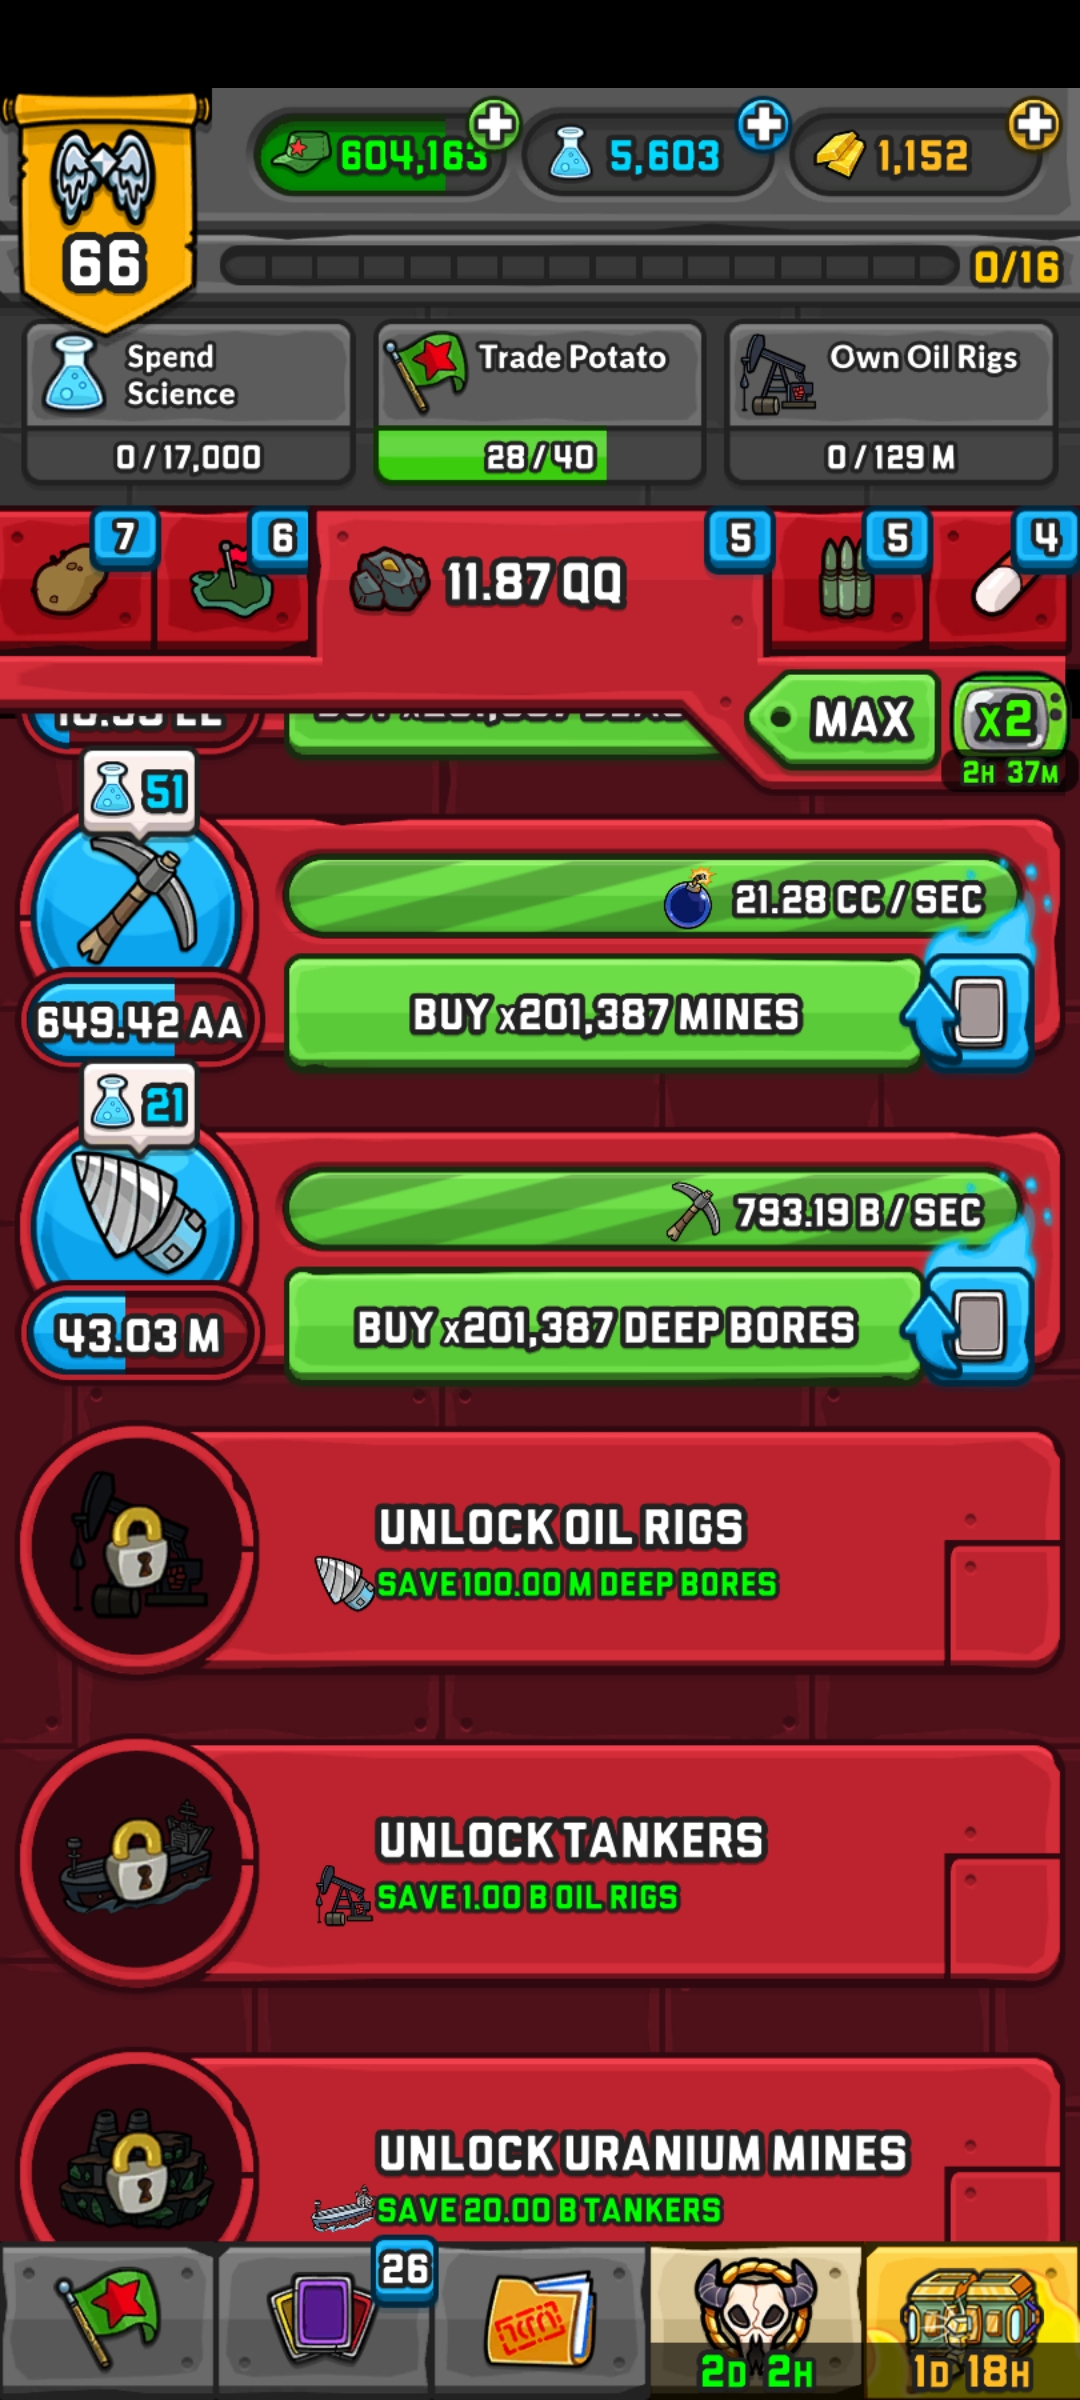 604,163
5,603
1,152
66
0/16
Spend
Science
0 / 17,000
Trade Potato
28 / 40
Own Oil Rigs
0 / 129 M
7
6
11.87 QQ
5
5
4
MAX
x2
2H 37M
51
21.28 CC / SEC
649.42 AA
BUY x201,387 MINES
21
793.19 B / SEC
43.03 M
BUY x201,387 DEEP BORES
UNLOCK OIL RIGS
SAVE 100.00 M DEEP BORES
UNLOCK TANKERS
SAVE 1.00 B OIL RIGS
UNLOCK URANIUM MINES
SAVE 20.00 B TANKERS
26
2D 2H
1D 18H